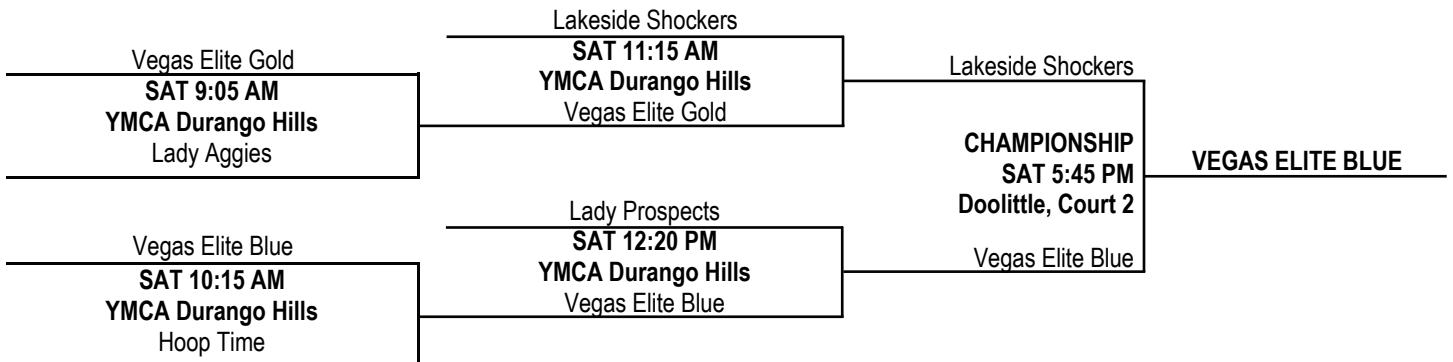 Vegas Elite Gold
SAT 9:05 AM
YMCA Durango Hills
Lady Aggies
Vegas Elite Blue
SAT 10:15 AM
YMCA Durango Hills
Hoop Time
Lakeside Shockers
SAT 11:15 AM
YMCA Durango Hills
Vegas Elite Gold
Lady Prospects
SAT 12:20 PM
YMCA Durango Hills
Vegas Elite Blue
Lakeside Shockers
CHAMPIONSHIP
SAT 5:45 PM
Doolittle, Court 2
Vegas Elite Blue
VEGAS ELITE BLUE